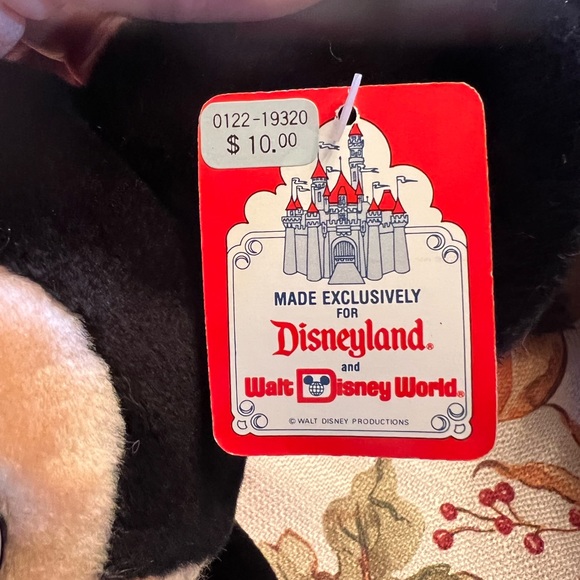 0122-19320
$ 10.00
MADE EXCLUSIVELY
FOR
Disneyland®
and
Walt Disney World®
© WALT DISNEY PRODUCTIONS